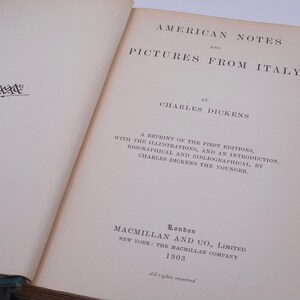 AMERICAN NOTES
AND
PICTURES FROM ITALY
BY
CHARLES DICKENS
A REPRINT OF THE FIRST EDITIONS,
WITH THE ILLUSTRATIONS, AND AN INTRODUCTION,
BIOGRAPHICAL AND BIBLIOGRAPHICAL, BY
CHARLES DICKENS THE YOUNGER.
London
MACMILLAN AND CO., LIMITED
NEW YORK: THE MACMILLAN COMPANY
1903
All rights reserved